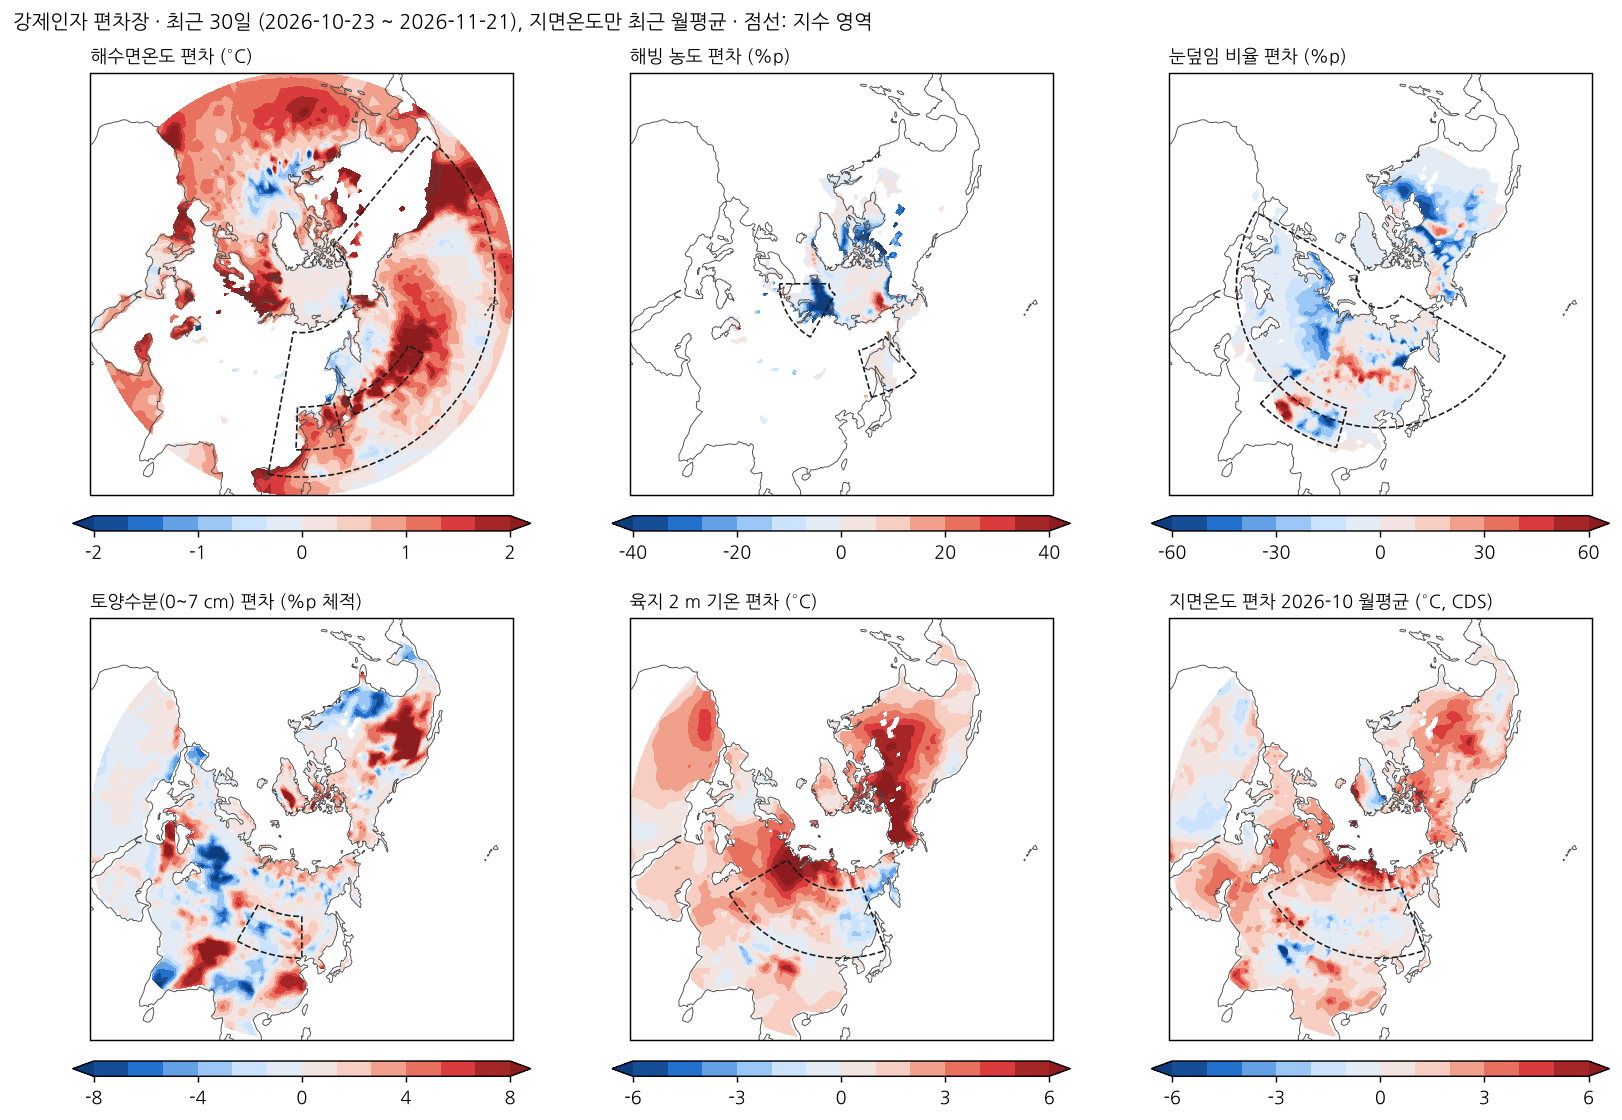 강제인자 편차장 · 최근 30일 (2026-10-23 ~ 2026-11-21), 지면온도만 최근 월평균 · 점선: 지수 영역
해수면온도 편차 (°C)
해빙 농도 편차 (%p)
눈덮임 비율 편차 (%p)
-2 -1 0 1 2
-40 -20 0 20 40
-60 -30 0 30 60
토양수분(0~7 cm) 편차 (%p 체적)
육지 2 m 기온 편차 (°C)
지면온도 편차 2026-10 월평균 (°C, CDS)
-8 -4 0 4 8
-6 -3 0 3 6
-6 -3 0 3 6